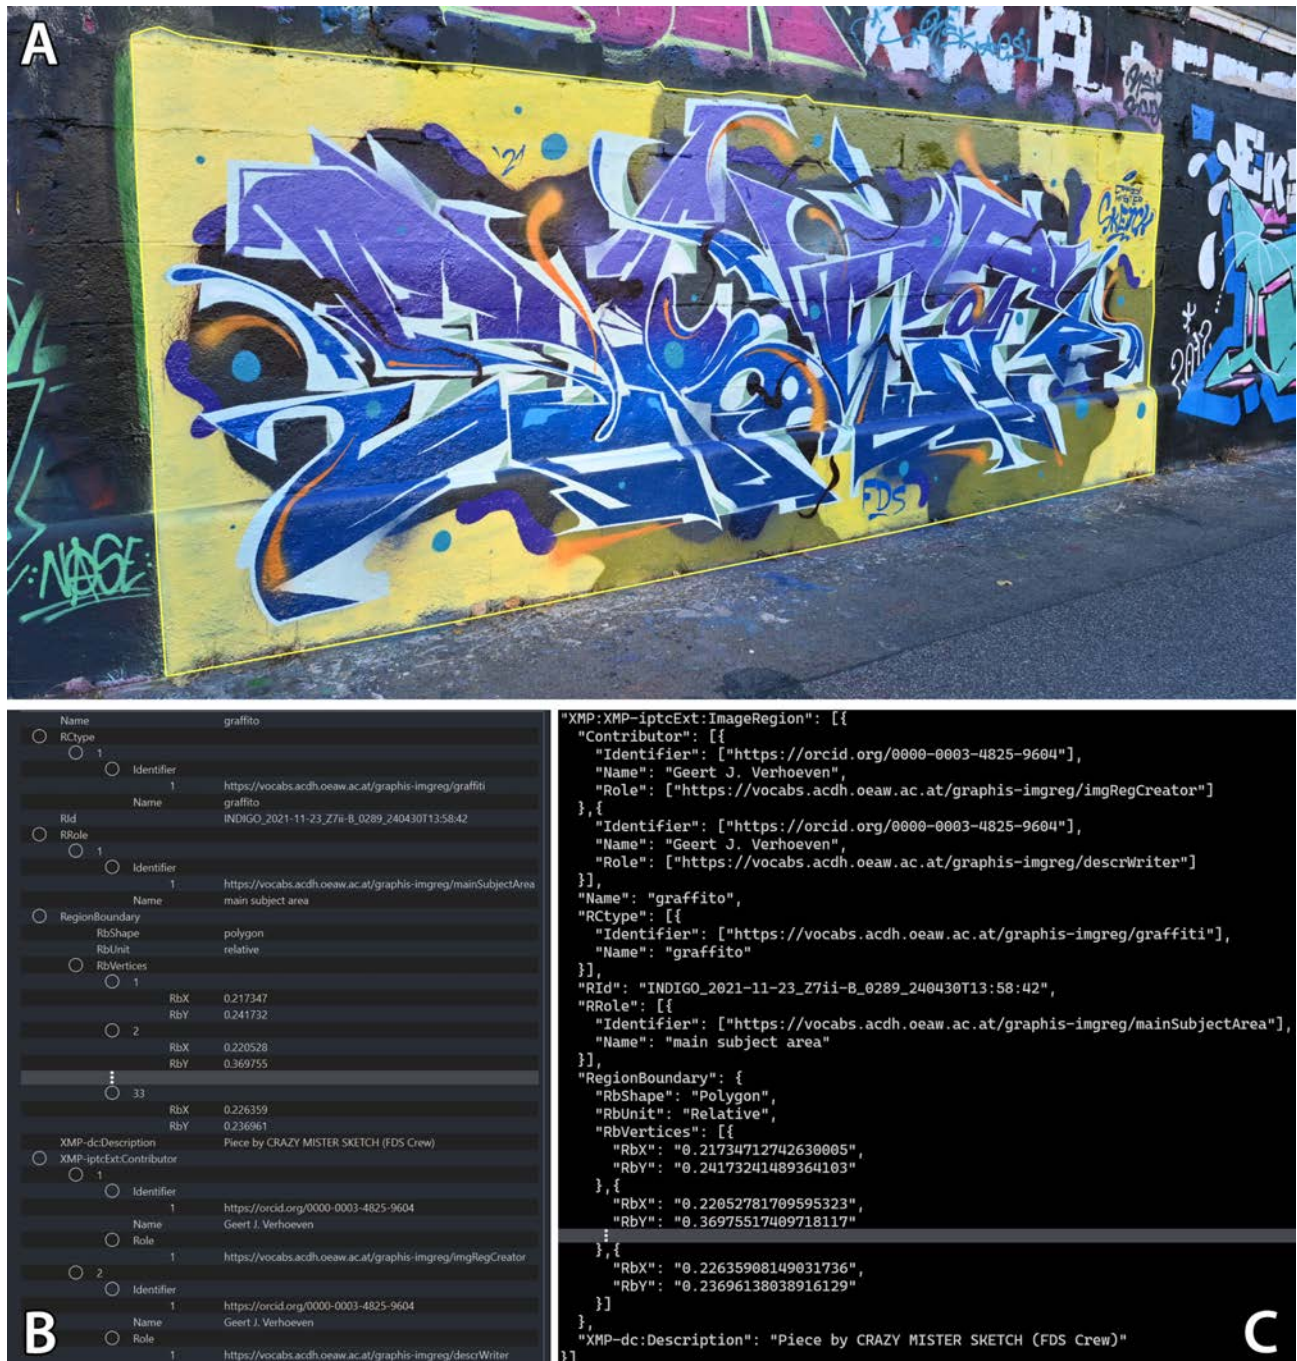 A
'21
CRAZY
MISTER
SKETCH
EK
2012
FDS
NASE
Name graffito
RCtype
1
Identifier
1 https://vocabs.acdh.oeaw.ac.at/graphis-imgreg/graffiti
Name graffito
RId INDIGO_2021-11-23_Z7ii-B_0289_240430T13:58:42
RRole
1
Identifier
1 https://vocabs.acdh.oeaw.ac.at/graphis-imgreg/mainSubjectArea
Name main subject area
RegionBoundary
RbShape polygon
RbUnit relative
RbVertices
1
RbX 0.217347
RbY 0.241732
2
RbX 0.220528
RbY 0.369755
33
RbX 0.226359
RbY 0.236961
XMP-dc:Description Piece by CRAZY MISTER SKETCH (FDS Crew)
XMP-iptcExt:Contributor
1
Identifier
1 https://orcid.org/0000-0003-4825-9604
Name Geert J. Verhoeven
Role
1 https://vocabs.acdh.oeaw.ac.at/graphis-imgreg/imgRegCreator
2
Identifier
1 https://orcid.org/0000-0003-4825-9604
Name Geert J. Verhoeven
Role
1 https://vocabs.acdh.oeaw.ac.at/graphis-imgreg/descrWriter
B
"XMP:XMP-iptcExt:ImageRegion": [{
"Contributor": [{
"Identifier": ["https://orcid.org/0000-0003-4825-9604"],
"Name": "Geert J. Verhoeven",
"Role": ["https://vocabs.acdh.oeaw.ac.at/graphis-imgreg/imgRegCreator"]
},{
"Identifier": ["https://orcid.org/0000-0003-4825-9604"],
"Name": "Geert J. Verhoeven",
"Role": ["https://vocabs.acdh.oeaw.ac.at/graphis-imgreg/descrWriter"]
}],
"Name": "graffito",
"RCtype": [{
"Identifier": ["https://vocabs.acdh.oeaw.ac.at/graphis-imgreg/graffiti"],
"Name": "graffito"
}],
"RId": "INDIGO_2021-11-23_Z7ii-B_0289_240430T13:58:42",
"RRole": [{
"Identifier": ["https://vocabs.acdh.oeaw.ac.at/graphis-imgreg/mainSubjectArea"],
"Name": "main subject area"
}],
"RegionBoundary": {
"RbShape": "Polygon",
"RbUnit": "Relative",
"RbVertices": [{
"RbX": "0.21734712742630005",
"RbY": "0.24173241489364103"
},{
"RbX": "0.22052781709595323",
"RbY": "0.36975517409718117"
},{
"RbX": "0.22635908149031736",
"RbY": "0.23696138038916129"
}]
},
"XMP-dc:Description": "Piece by CRAZY MISTER SKETCH (FDS Crew)"
}]
C